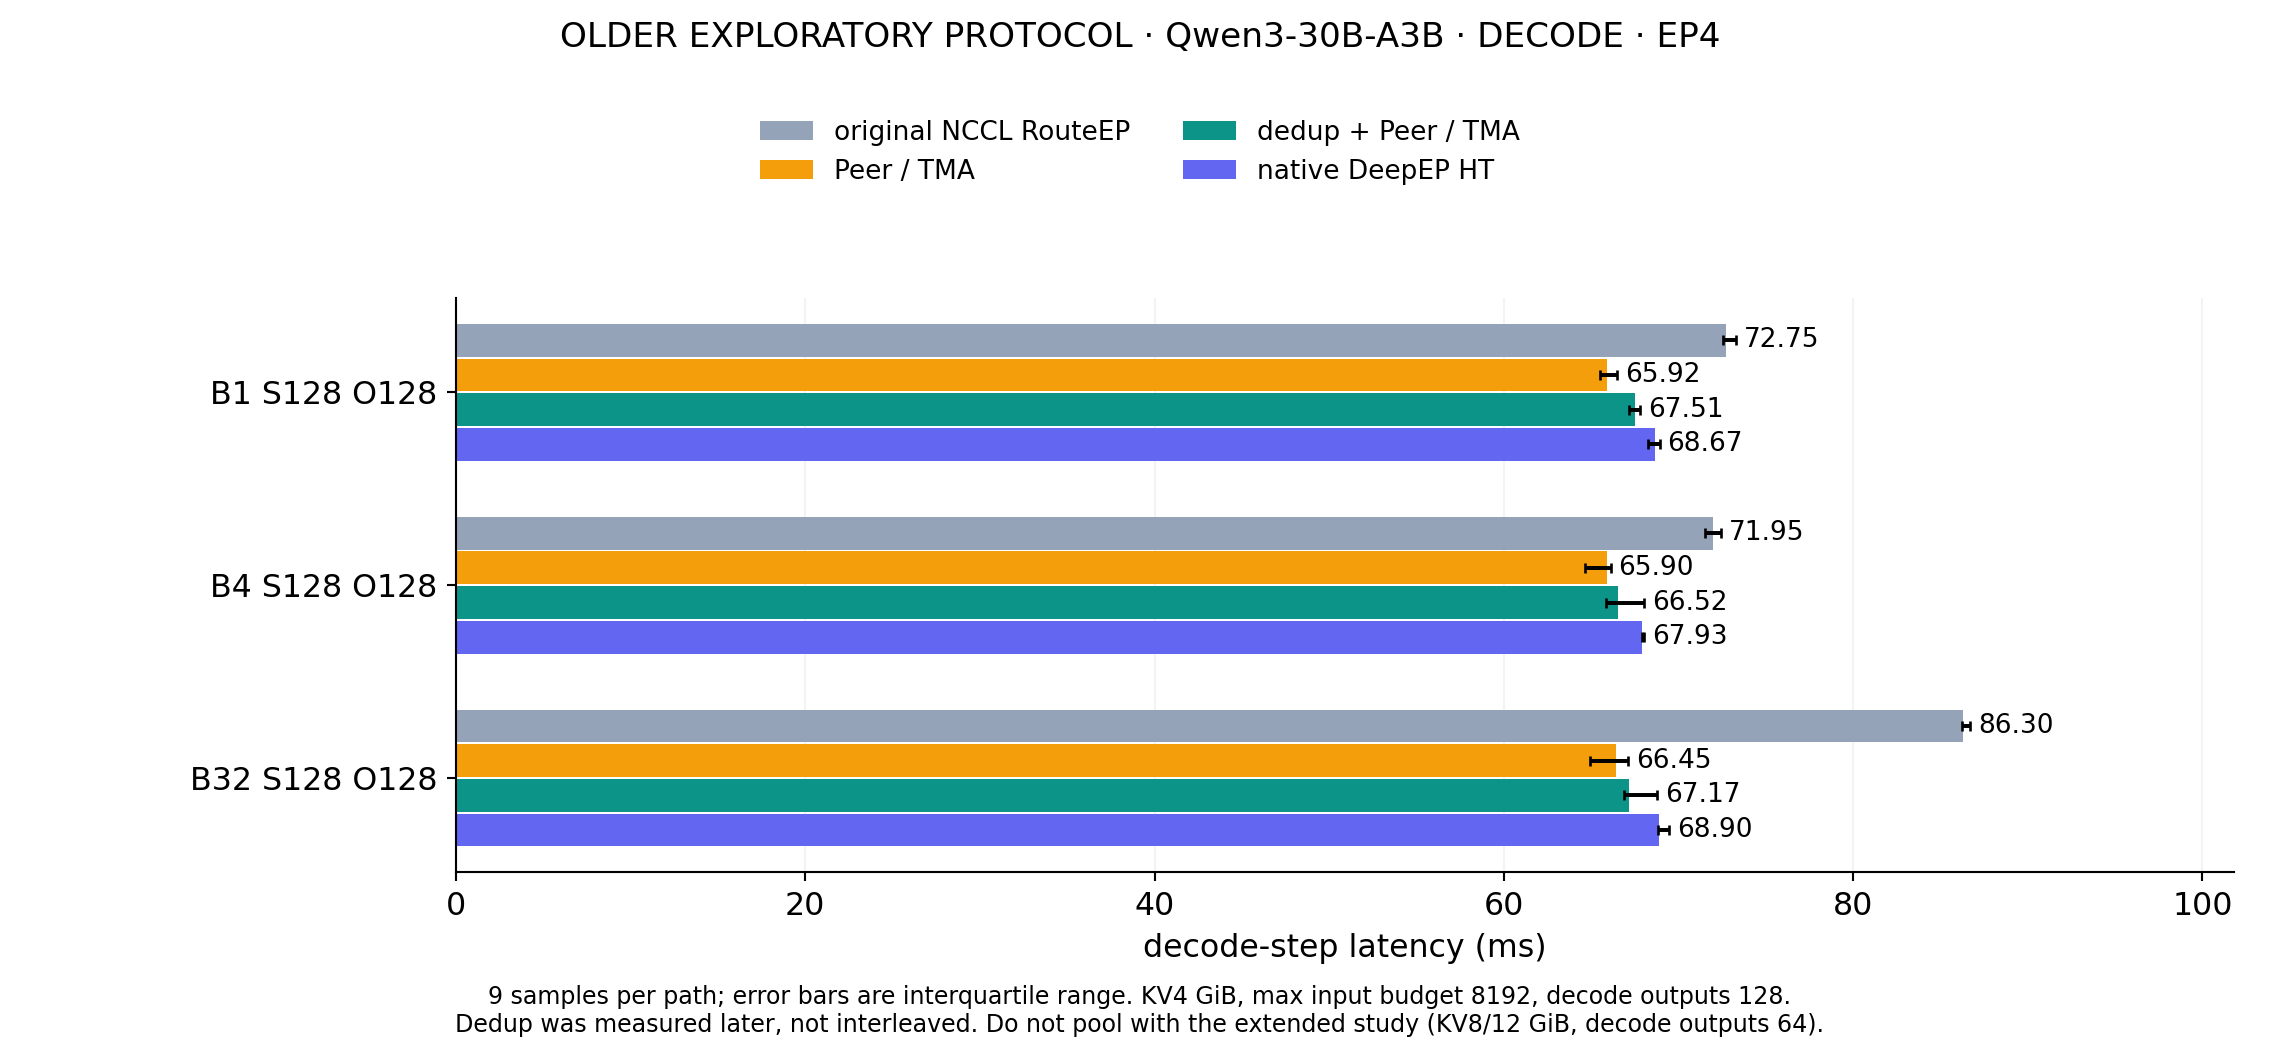 OLDER EXPLORATORY PROTOCOL · Qwen3-30B-A3B · DECODE · EP4
original NCCL RouteEP
Peer / TMA
dedup + Peer / TMA
native DeepEP HT
B1 S128 O128
72.75
65.92
67.51
68.67
B4 S128 O128
71.95
65.90
66.52
67.93
B32 S128 O128
86.30
66.45
67.17
68.90
0 20 40 60 80 100
decode-step latency (ms)
9 samples per path; error bars are interquartile range. KV4 GiB, max input budget 8192, decode outputs 128.
Dedup was measured later, not interleaved. Do not pool with the extended study (KV8/12 GiB, decode outputs 64).